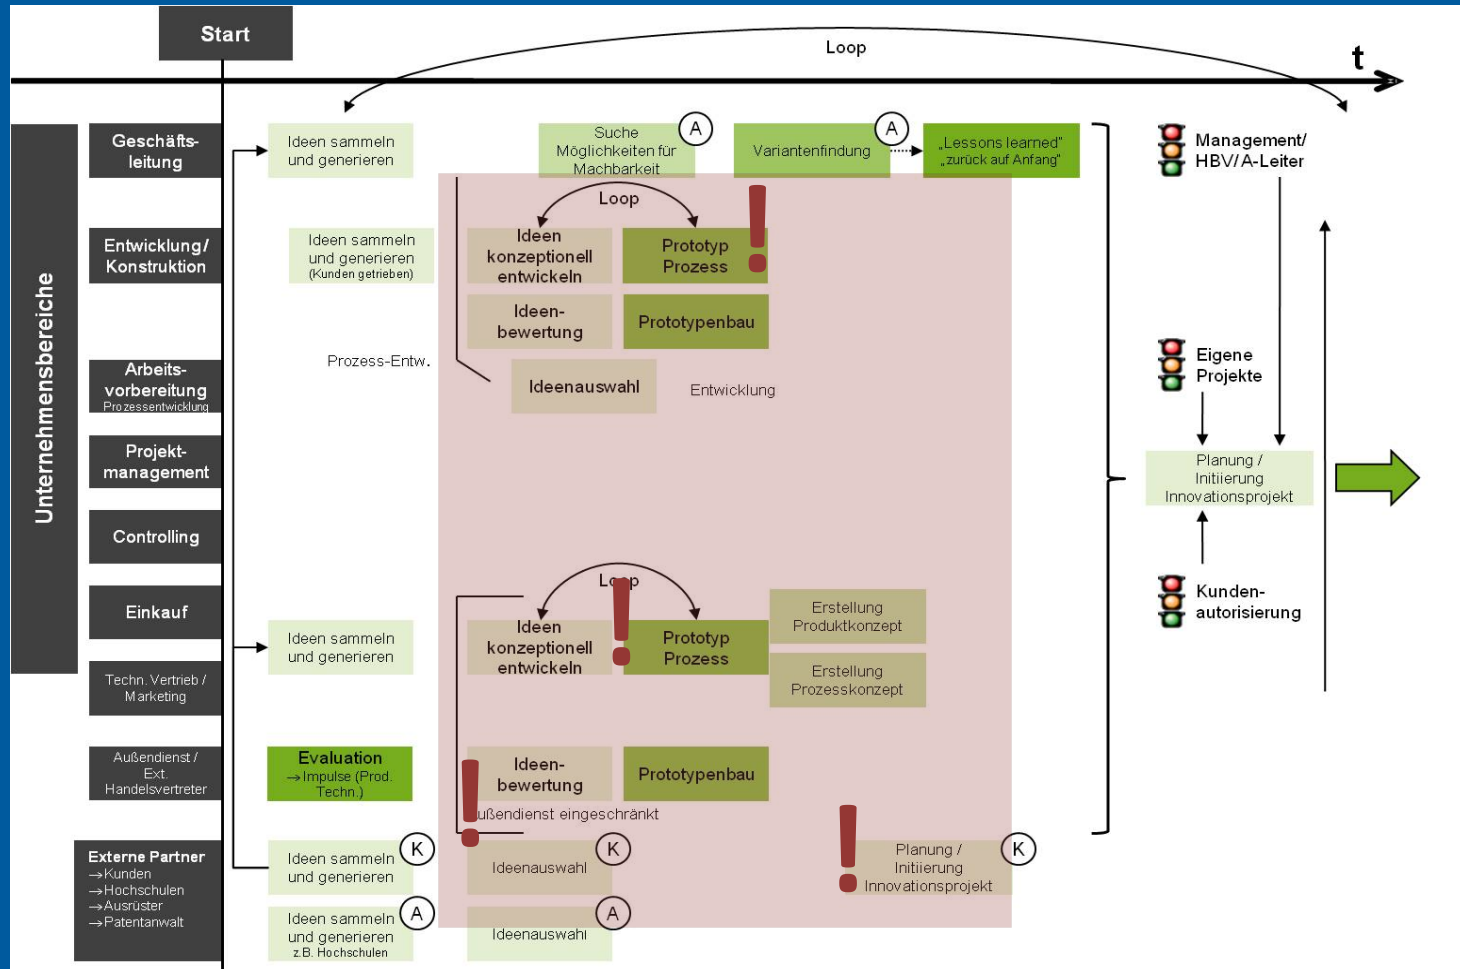 Start
Loop
t
Unternehmensbereiche
Geschäfts-
leitung
Ideen sammeln
und generieren
Suche
Möglichkeiten für
Machbarkeit
A
Variantenfindung
A
„Lessons learned"
„zurück auf Anfang"
Management/
HBV/A-Leiter
Entwicklung/
Konstruktion
Ideen sammeln
und generieren
(Kunden getrieben)
Loop
Ideen
konzeptionell
entwickeln
Prototyp
Prozess
!
Ideen-
bewertung
Prototypenbau
Arbeits-
vorbereitung
Prozessentwicklung
Prozess-Entw.
Ideenauswahl
Entwicklung
Eigene
Projekte
Projekt-
management
Planung /
Initiierung
Innovationsprojekt
Controlling
Einkauf
Ideen sammeln
und generieren
Loop
Ideen
konzeptionell
entwickeln
!
Prototyp
Prozess
Erstellung
Produktkonzept
Erstellung
Prozesskonzept
Kunden-
autorisierung
Techn. Vertrieb /
Marketing
Außendienst /
Ext.
Handelsvertreter
Evaluation
→Impulse (Prod.
Techn.)
!
Ideen-
bewertung
Prototypenbau
ußendienst eingeschränkt
Externe Partner
→Kunden
→Hochschulen
→Ausrüster
→Patentanwalt
Ideen sammeln
und generieren
K
Ideenauswahl
K
!
Planung /
Initiierung
Innovationsprojekt
K
Ideen sammeln
und generieren
z.B. Hochschulen
A
Ideenauswahl
A